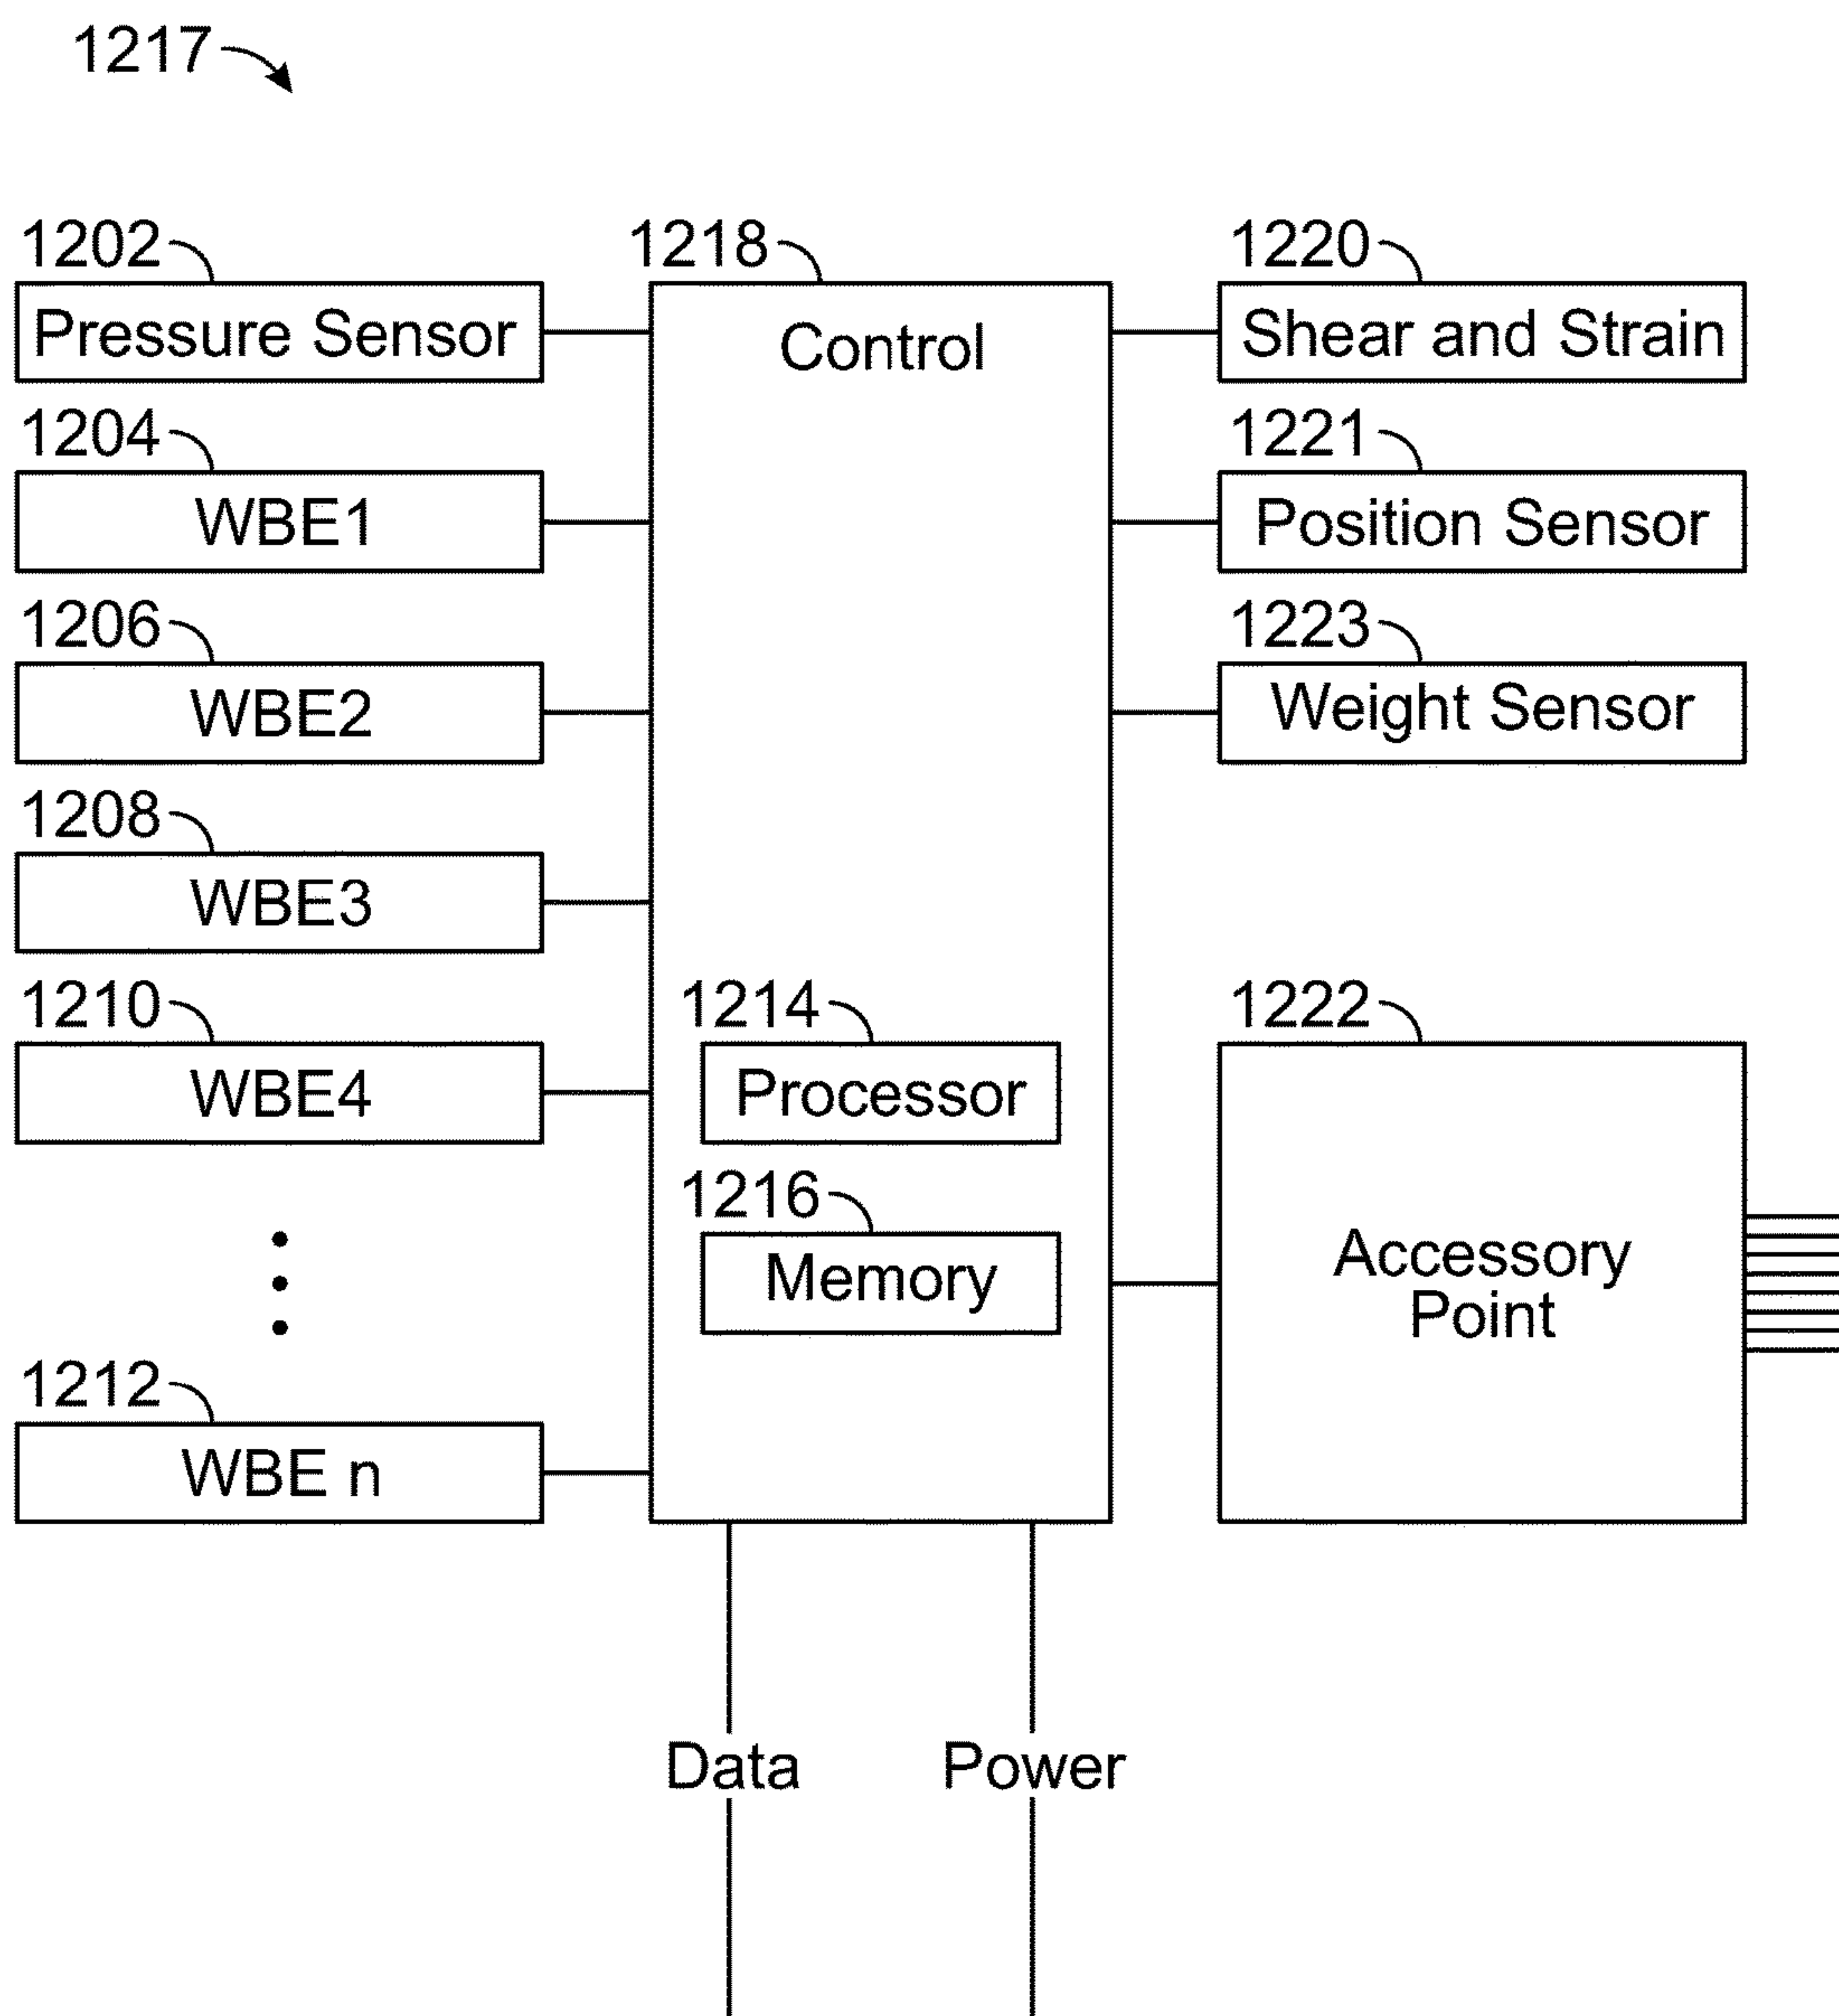 1217
1202
Pressure Sensor
1204
WBE1
1206
WBE2
1208
WBE3
1210
WBE4
1212
WBE n
1218
Control
1214
Processor
1216
Memory
Data
Power
1220
Shear and Strain
1221
Position Sensor
1223
Weight Sensor
1222
Accessory
Point